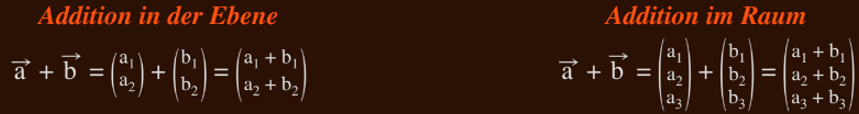 Addition in der Ebene
a⃗ + b⃗ = (a₁ a₂) + (b₁ b₂) = (a₁ + b₁ a₂ + b₂)
Addition im Raum
a⃗ + b⃗ = (a₁ a₂ a₃) + (b₁ b₂ b₃) = (a₁ + b₁ a₂ + b₂ a₃ + b₃)